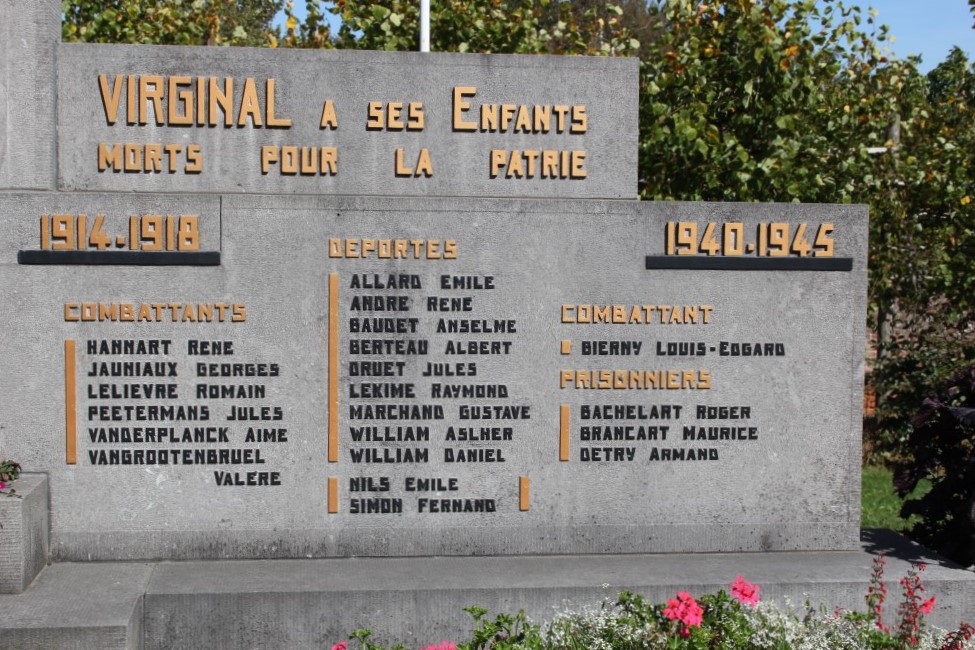 VIRGINAL A SES ENFANTS
MORTS POUR LA PATRIE
1914.1918
COMBATTANTS
HANNART RENE
JAUNIAUX GEORGES
LELIEVRE ROMAIN
PEETERMANS JULES
VANDERPLANCK AIME
VANGROOTENBRUEL
VALERE
DEPORTES
ALLARD EMILE
ANDRE RENE
BAUDET ANSELME
BERTEAU ALBERT
DRUET JULES
LEKIME RAYMOND
MARCHAND GUSTAVE
WILLIAM ASLHER
WILLIAM DANIEL
NILS EMILE
SIMON FERNAND
1940.1945
COMBATTANT
BIERNY LOUIS-EDGARD
PRISONNIERS
BACHELART ROGER
BRANCART MAURICE
DETRY ARMAND